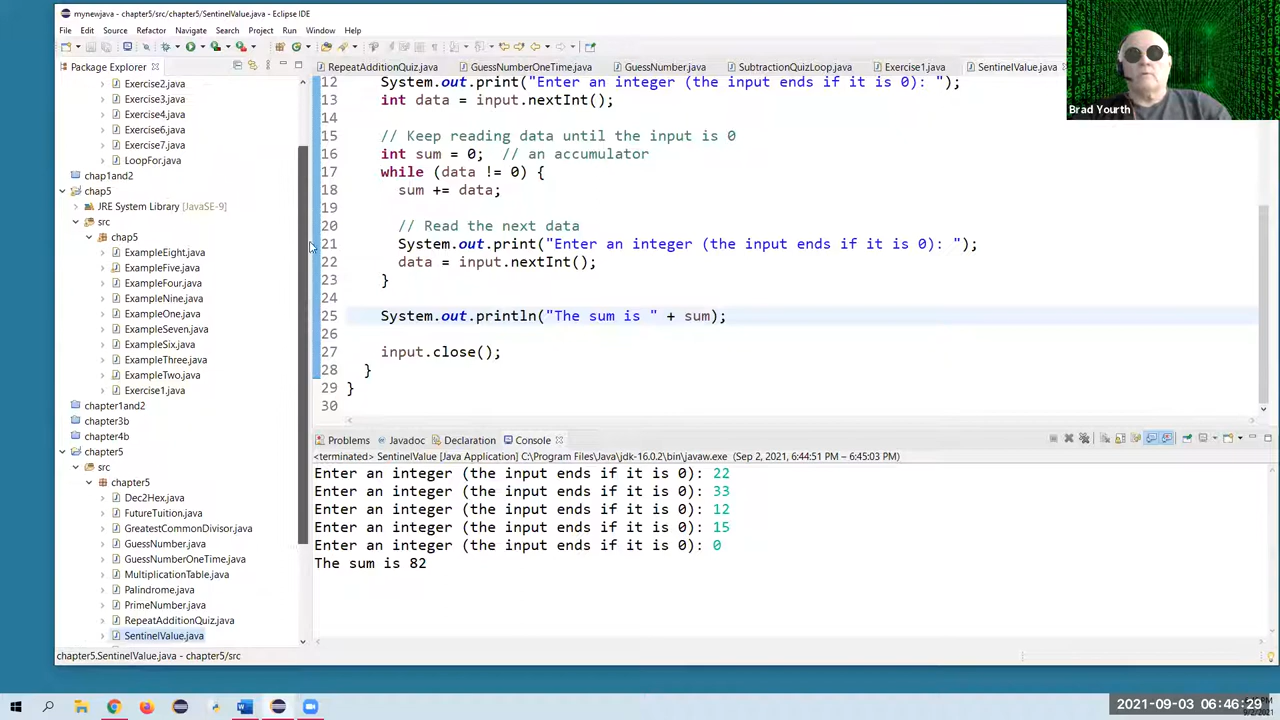 mynewjava - chapter5/src/chapter5/SentinelValue.java - Eclipse IDE
File Edit Source Refactor Navigate Search Project Run Window Help
Package Explorer
RepeatAdditionQuiz.java GuessNumberOneTime.java GuessNumber.java SubtractionQuizLoop.java Exercise1.java SentinelValue.java
Brad Yourth
Exercise2.java
Exercise3.java
Exercise4.java
Exercise6.java
Exercise7.java
LoopFor.java
chap1and2
chap5
JRE System Library [JavaSE-9]
src
chap5
ExampleEight.java
ExampleFive.java
ExampleFour.java
ExampleNine.java
ExampleOne.java
ExampleSeven.java
ExampleSix.java
ExampleThree.java
ExampleTwo.java
Exercise1.java
chapter1and2
chapter3b
chapter4b
chapter5
src
chapter5
Dec2Hex.java
FutureTuition.java
GreatestCommonDivisor.java
GuessNumber.java
GuessNumberOneTime.java
MultiplicationTable.java
Palindrome.java
PrimeNumber.java
RepeatAdditionQuiz.java
SentinelValue.java
12 System.out.print("Enter an integer (the input ends if it is 0): ");
13 int data = input.nextInt();
14
15 // Keep reading data until the input is 0
16 int sum = 0; // an accumulator
17 while (data != 0) {
18 sum += data;
19
20 // Read the next data
21 System.out.print("Enter an integer (the input ends if it is 0): ");
22 data = input.nextInt();
23 }
24
25 System.out.println("The sum is " + sum);
26
27 input.close();
28 }
29 }
30
Problems Javadoc Declaration Console
<terminated> SentinelValue [Java Application] C:\Program Files\Java\jdk-16.0.2\bin\javaw.exe (Sep 2, 2021, 6:44:51 PM – 6:45:03 PM)
Enter an integer (the input ends if it is 0): 22
Enter an integer (the input ends if it is 0): 33
Enter an integer (the input ends if it is 0): 12
Enter an integer (the input ends if it is 0): 15
Enter an integer (the input ends if it is 0): 0
The sum is 82
chapter5.SentinelValue.java - chapter5/src
2021-09-03 06:46:29